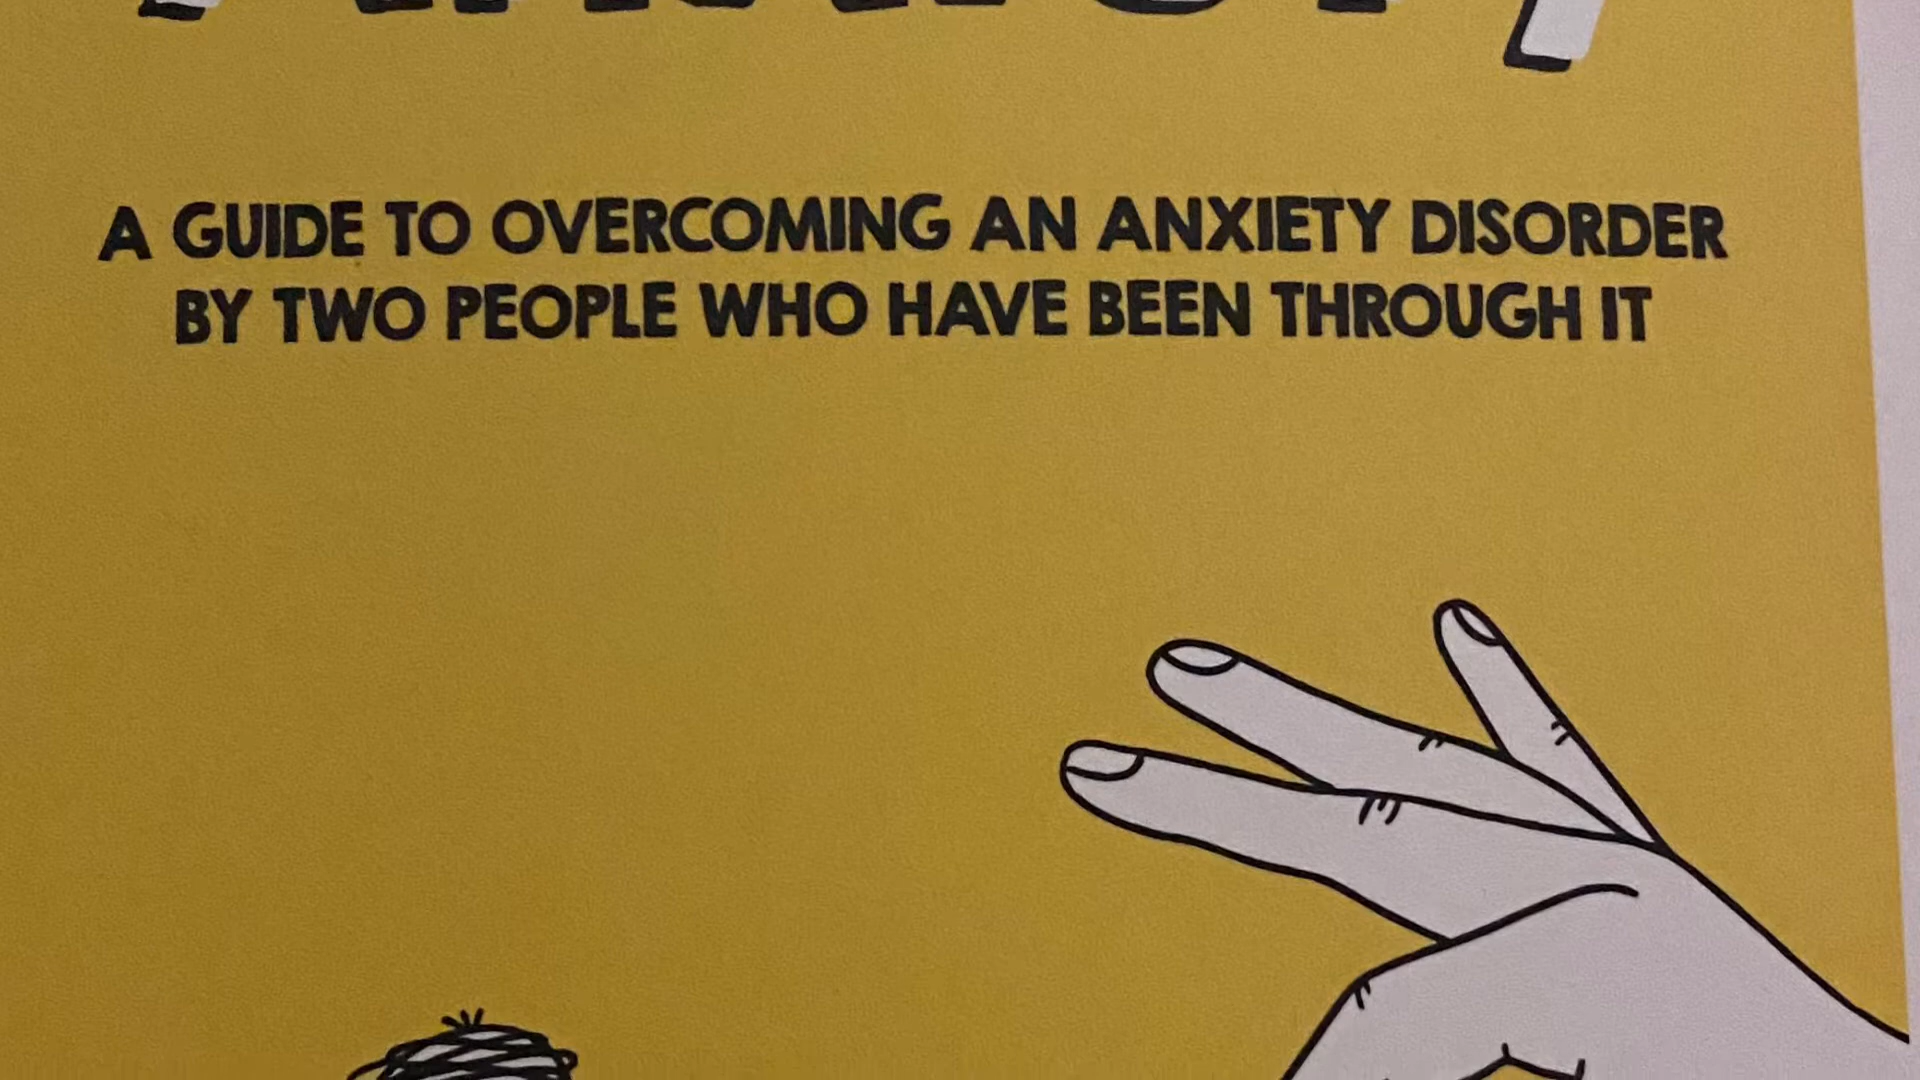 A GUIDE TO OVERCOMING AN ANXIETY DISORDER
BY TWO PEOPLE WHO HAVE BEEN THROUGH IT